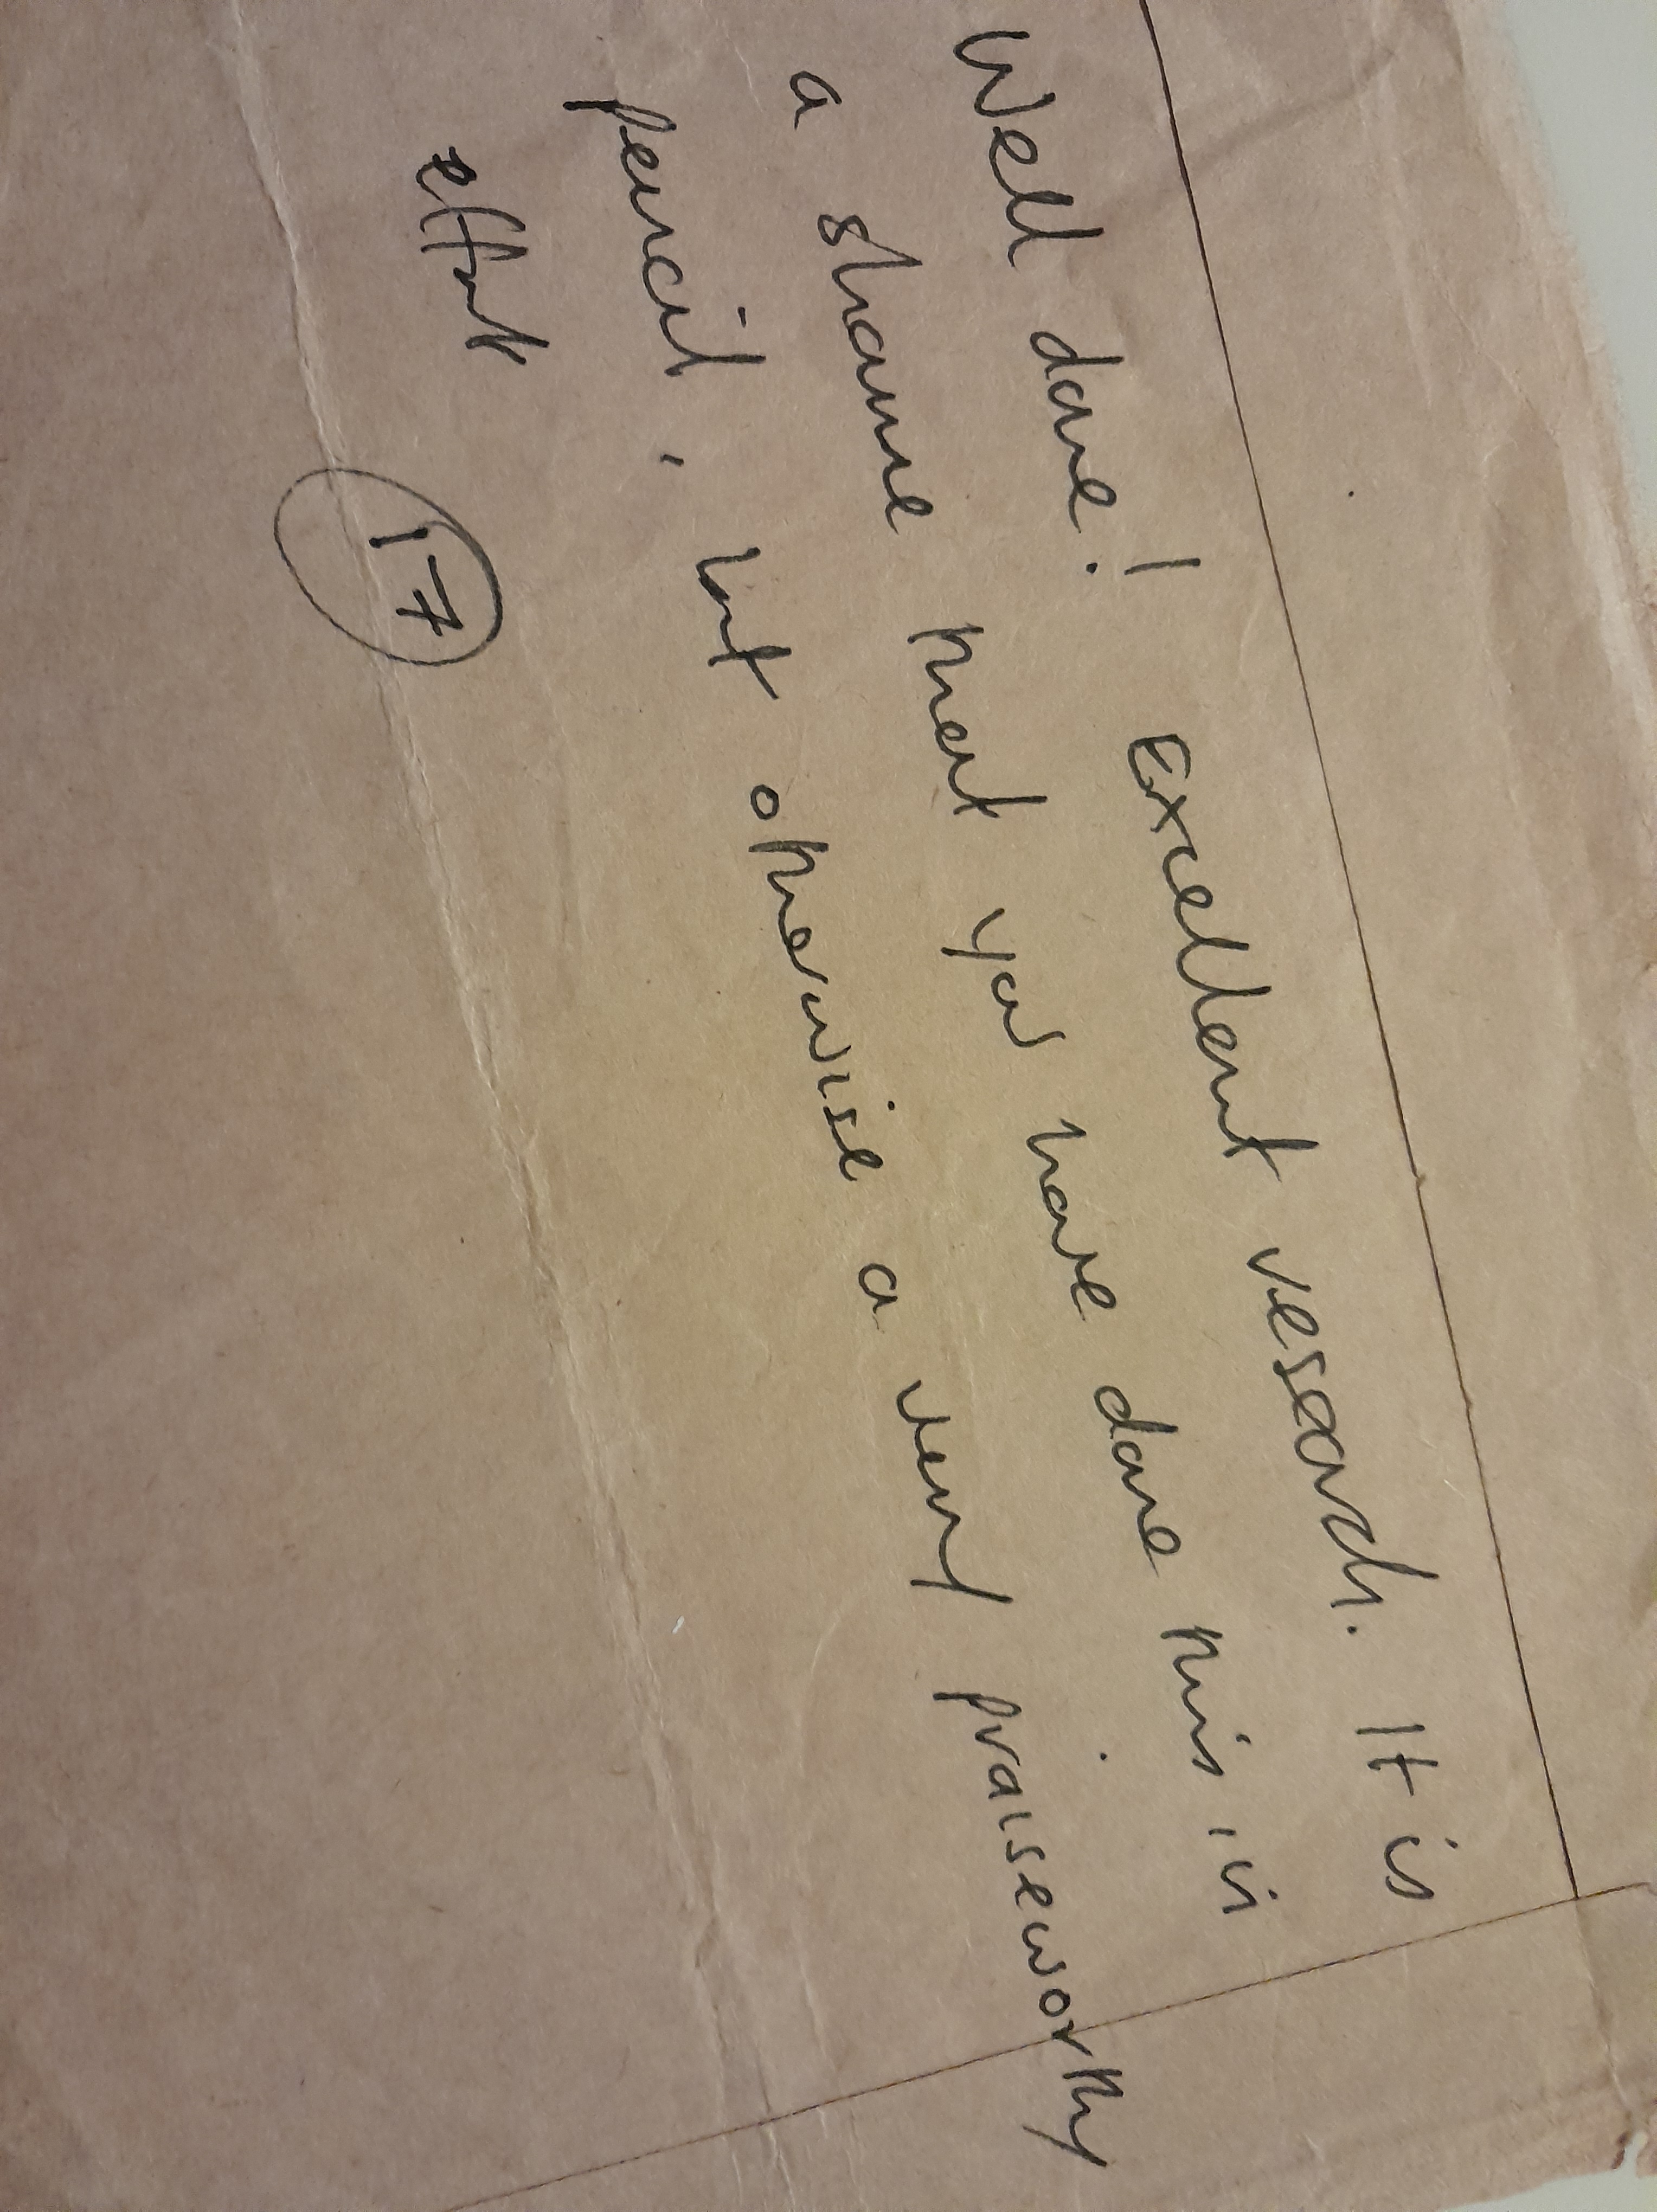 Well done! Excellent research. It is
a shame that you have done this in
pencil, but otherwise a very praiseworthy
effort
17